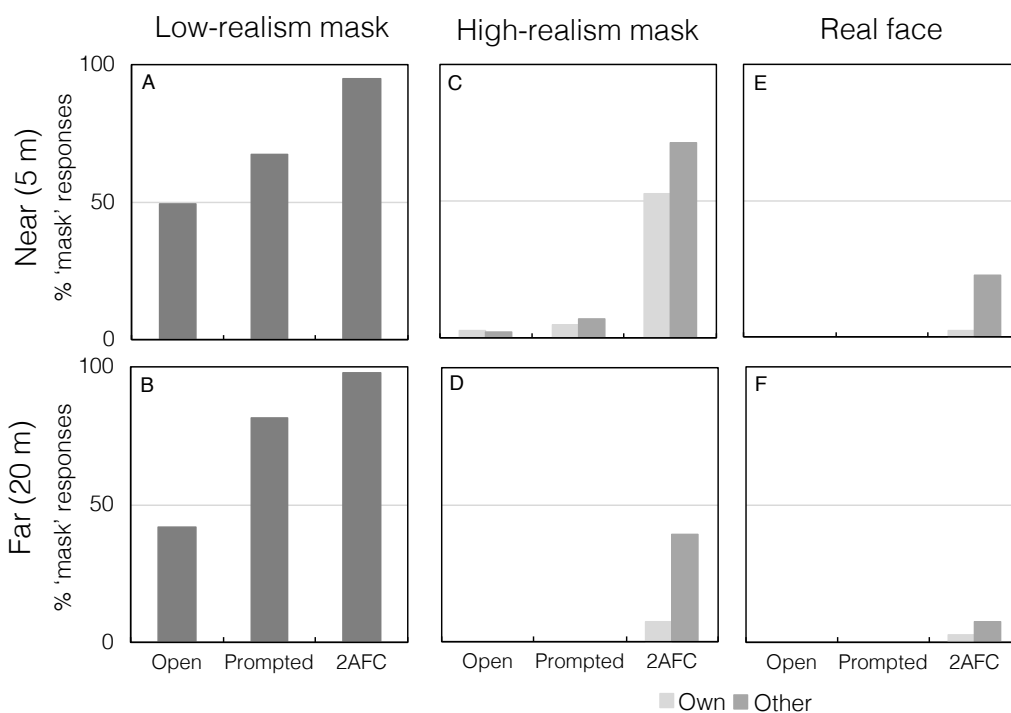 Low-realism mask
High-realism mask
Real face
Near (5 m)
% 'mask' responses
100
50
0
A
C
E
Far (20 m)
% 'mask' responses
100
50
0
B
D
F
Open Prompted 2AFC
Open Prompted 2AFC
Open Prompted 2AFC
Own Other